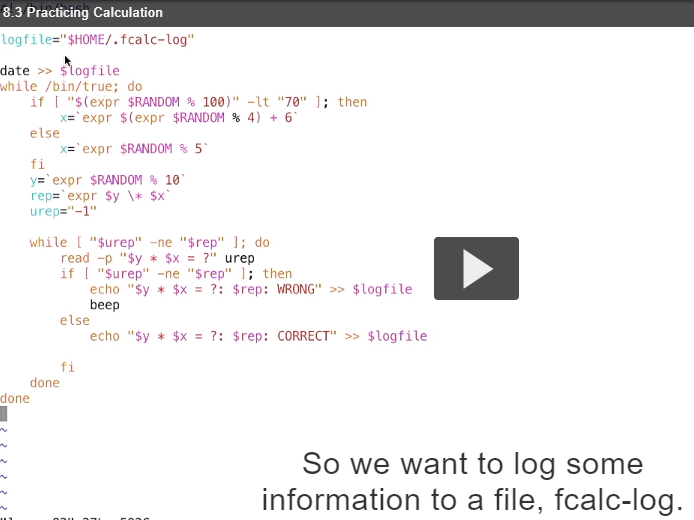 8.3 Practicing Calculation
logfile="$HOME/.fcalc-log"
date >> $logfile
while /bin/true; do
if [ "$(expr $RANDOM % 100)" -lt "70" ]; then
x=`expr $(expr $RANDOM % 4) + 6`
else
x=`expr $RANDOM % 5`
fi
y=`expr $RANDOM % 10`
rep=`expr $y \* $x`
urep="-1"
while [ "$urep" -ne "$rep" ]; do
read -p "$y * $x = ?" urep
if [ "$urep" -ne "$rep" ]; then
echo "$y * $x = ?: $rep: WRONG" >> $logfile
beep
else
echo "$y * $x = ?: $rep: CORRECT" >> $logfile
fi
done
done
~
~
~
~
~
~
So we want to log some
information to a file, fcalc-log.